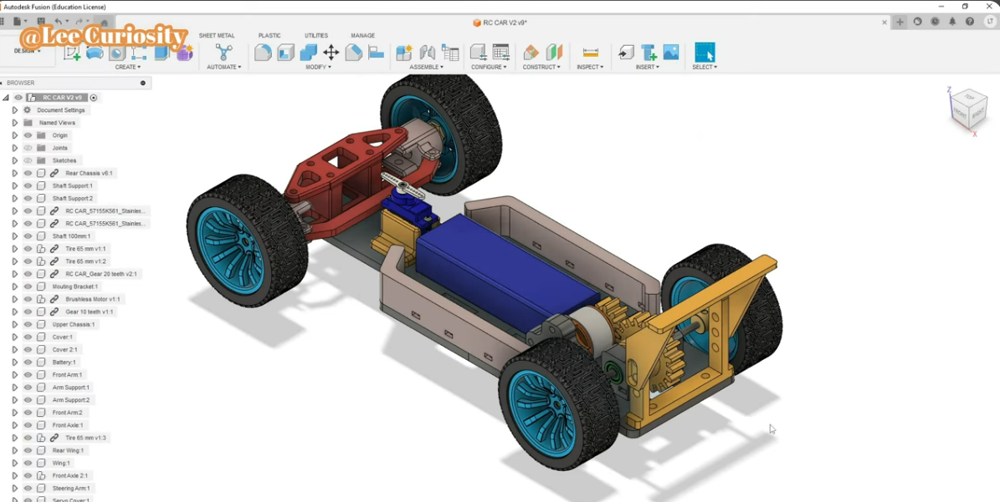 Autodesk Fusion (Education License)
RC CAR V2 v9*
LT
@LeeCuriosity
SHEET METAL
PLASTIC
UTILITIES
MANAGE
DESIGN
CREATE
AUTOMATE
MODIFY
ASSEMBLE
CONFIGURE
CONSTRUCT
INSPECT
INSERT
SELECT
BROWSER
RC CAR V2 v9
Document Settings
Named Views
Origin
Joints
Sketches
Rear Chassis v6:1
Shaft Support:1
Shaft Support:2
RC CAR_57155K561_Stainles...
RC CAR_57155K561_Stainles...
Shaft 100mm:1
Tire 65 mm v1:1
Tire 65 mm v1:2
RC CAR_Gear 20 teeth v2:1
Mouting Bracket:1
Brushless Motor v1:1
Gear 10 teeth v1:1
Upper Chassis:1
Cover:1
Cover 2:1
Battery:1
Front Arm:1
Arm Support:1
Arm Support:2
Front Arm:2
Front Axle:1
Tire 65 mm v1:3
Rear Wing:1
Wing:1
Front Axle 2:1
Steering Arm:1
Servo Cover:1
Z
TOP
FRONT
RIGHT
X